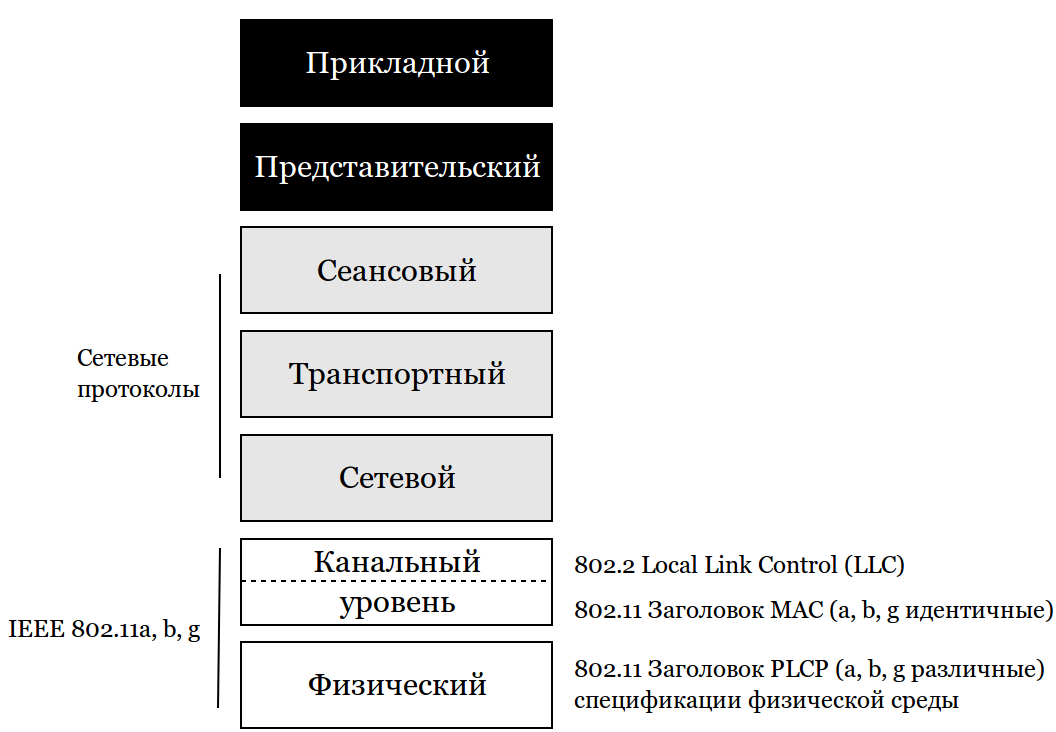 Прикладной
Представительский
Сеансовый
Транспортный
Сетевой
Сетевые
протоколы
Канальный
уровень
Физический
IEEE 802.11a, b, g
802.2 Local Link Control (LLC)
802.11 Заголовок MAC (a, b, g идентичные)
802.11 Заголовок PLCP (a, b, g различные)
спецификации физической среды